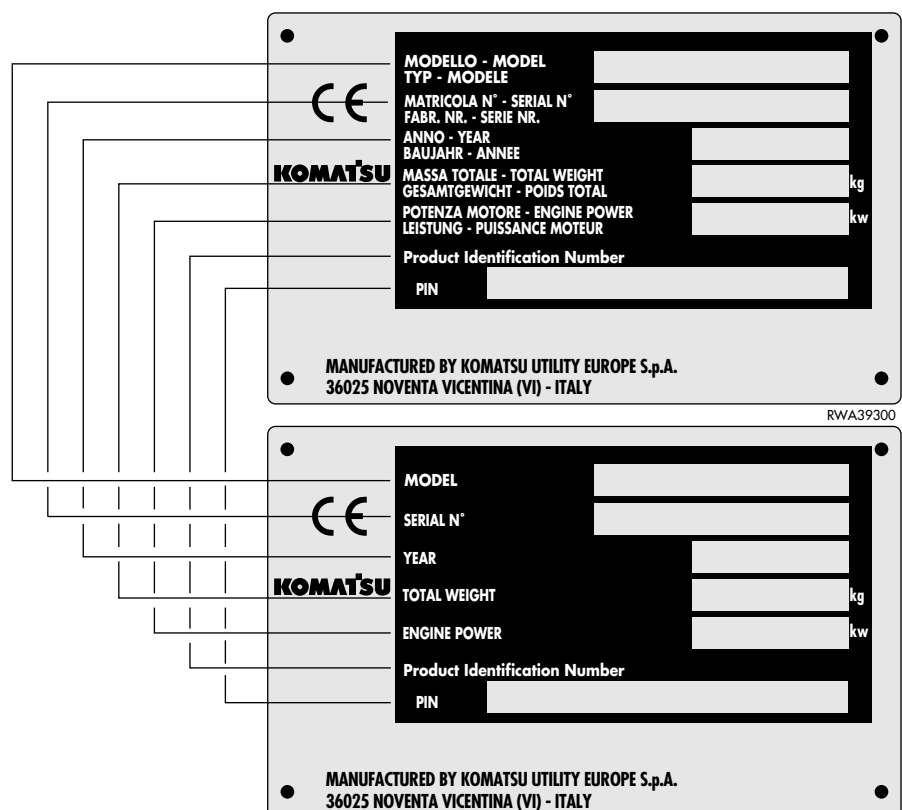 MODELLO - MODEL
TYP - MODELE
MATRICOLA N° - SERIAL N°
FABR. NR. - SERIE NR.
ANNO - YEAR
BAUJAHR - ANNEE
KOMATSU
MASSA TOTALE - TOTAL WEIGHT
GESAMTGEWICHT - POIDS TOTAL
kg
POTENZA MOTORE - ENGINE POWER
LEISTUNG - PUISSANCE MOTEUR
kw
Product Identification Number
PIN
MANUFACTURED BY KOMATSU UTILITY EUROPE S.p.A.
36025 NOVENTA VICENTINA (VI) - ITALY
RWA39300
MODEL
CE
SERIAL N°
YEAR
KOMATSU
TOTAL WEIGHT
kg
ENGINE POWER
kw
Product Identification Number
PIN
MANUFACTURED BY KOMATSU UTILITY EUROPE S.p.A.
36025 NOVENTA VICENTINA (VI) - ITALY